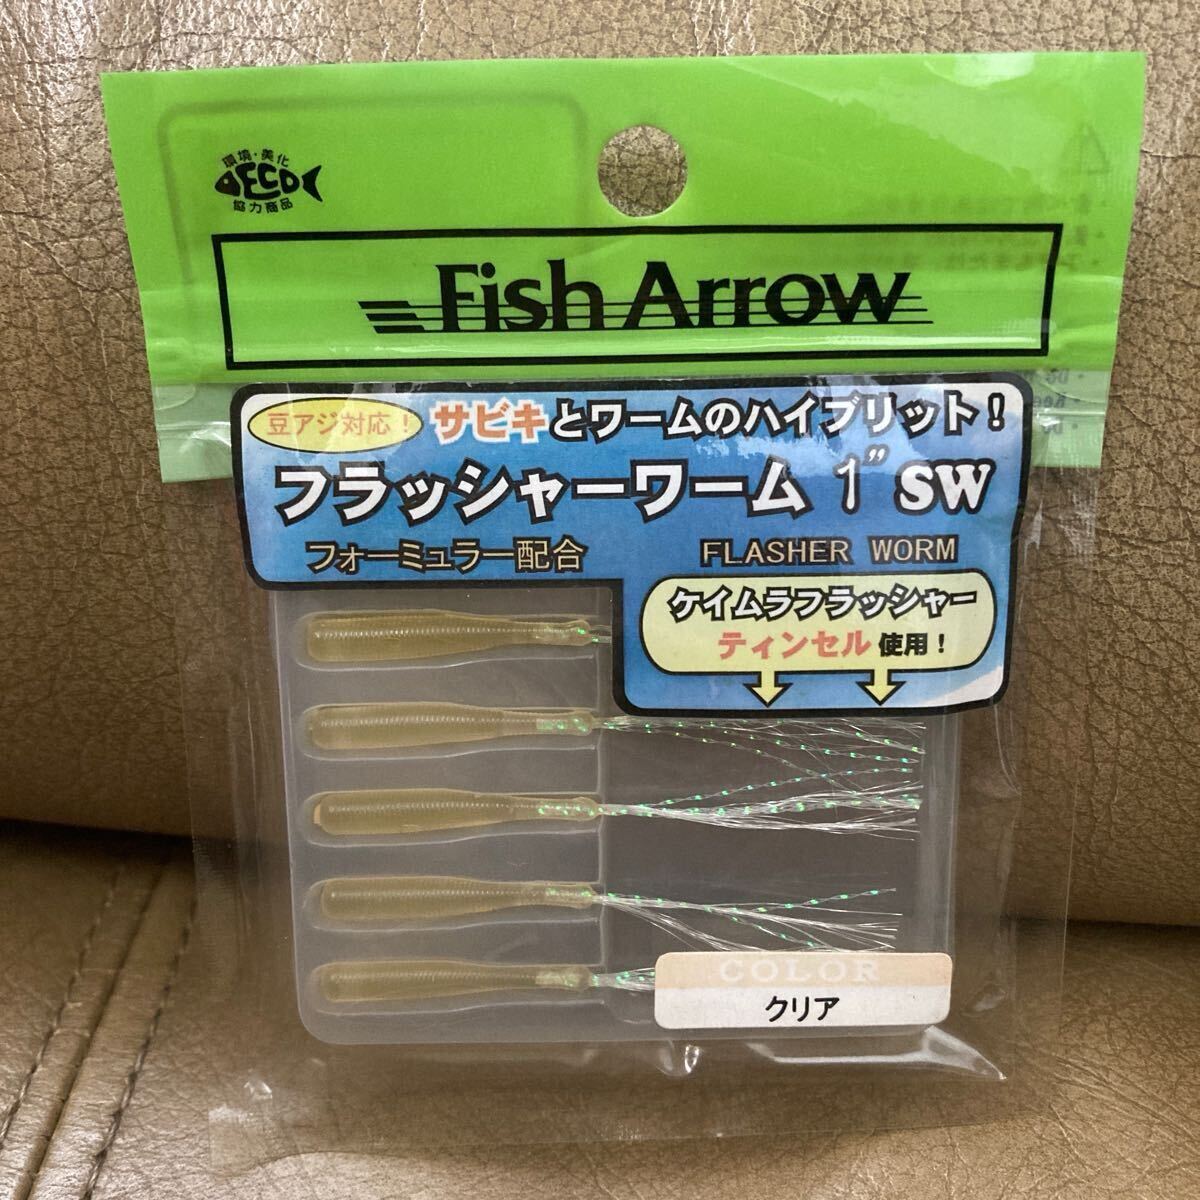 環境・美化
ECO
協力商品
Fish Arrow
豆アジ対応！
サビキとワームのハイブリット！
フラッシャーワーム 1" SW
フォーミュラー配合
FLASHER WORM
ケイムラフラッシャー
ティンセル使用！
COLOR
クリア